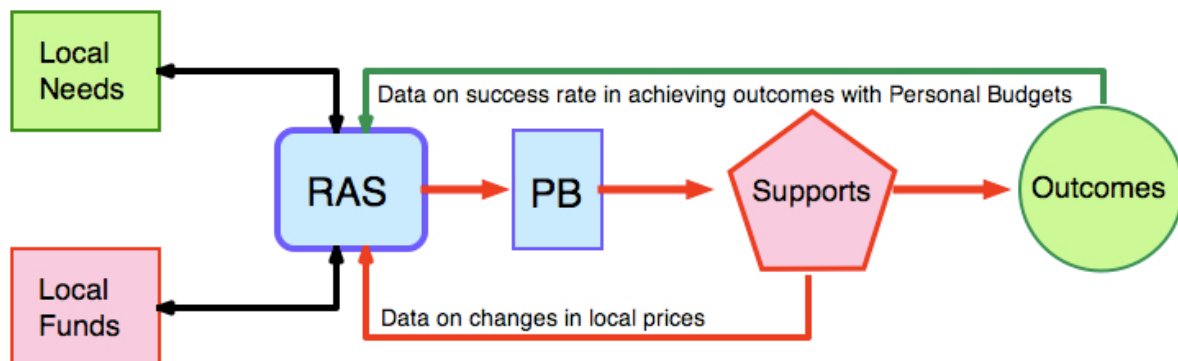 Local
Needs
Data on success rate in achieving outcomes with Personal Budgets
RAS
PB
Supports
Outcomes
Local
Funds
Data on changes in local prices